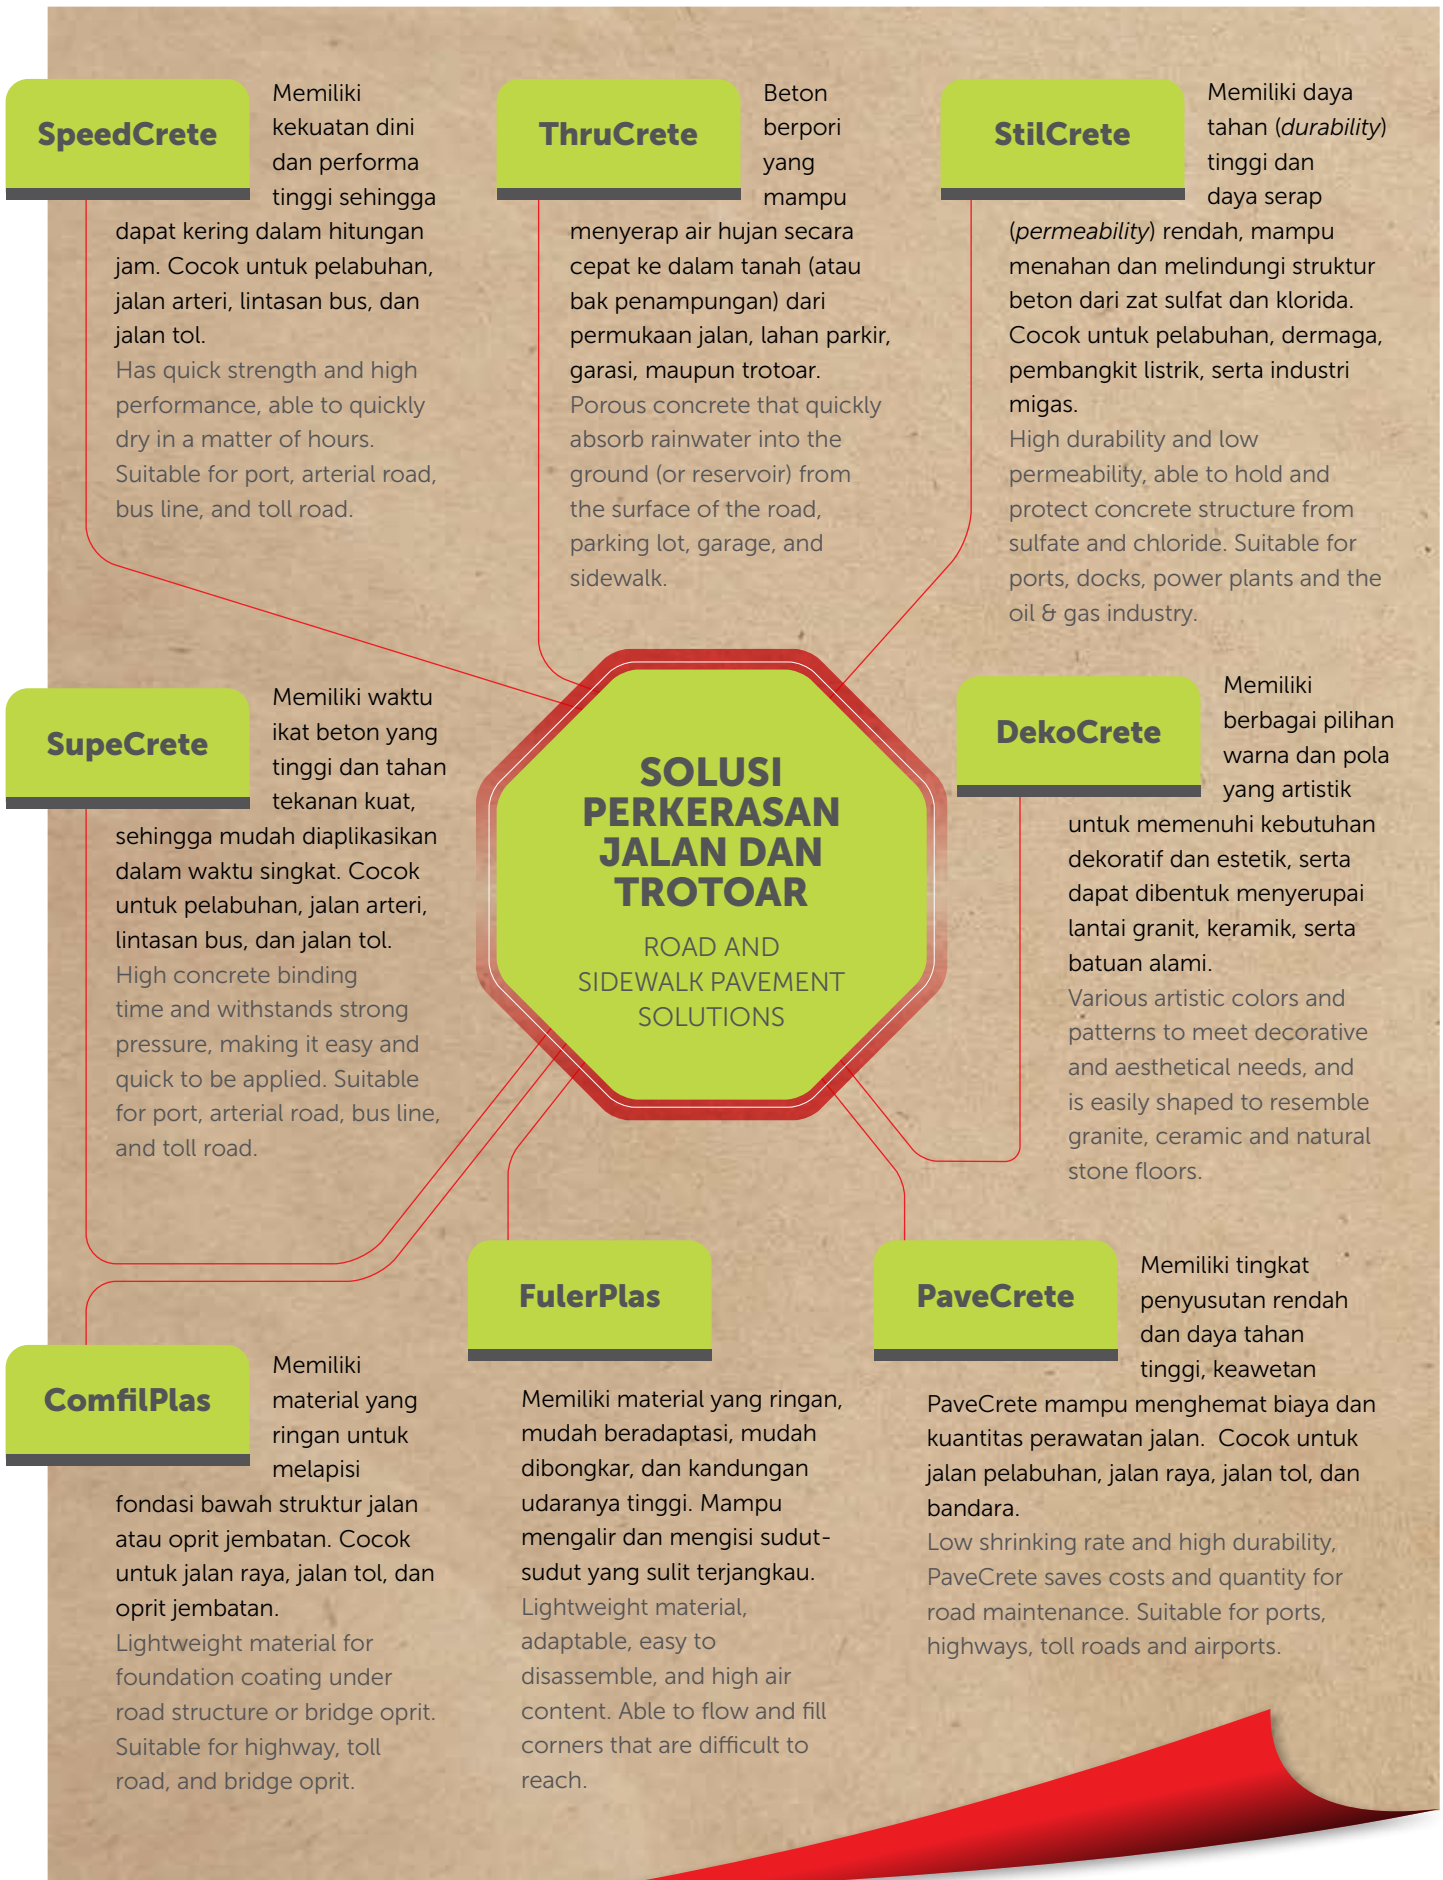 SpeedCrete
Memiliki
kekuatan dini
dan performa
tinggi sehingga
dapat kering dalam hitungan
jam. Cocok untuk pelabuhan,
jalan arteri, lintasan bus, dan
jalan tol.
Has quick strength and high
performance, able to quickly
dry in a matter of hours.
Suitable for port, arterial road,
bus line, and toll road.
ThruCrete
Beton
berpori
yang
mampu
menyerap air hujan secara
cepat ke dalam tanah (atau
bak penampungan) dari
permukaan jalan, lahan parkir,
garasi, maupun trotoar.
Porous concrete that quickly
absorb rainwater into the
ground (or reservoir) from
the surface of the road,
parking lot, garage, and
sidewalk.
StilCrete
Memiliki daya
tahan (durability)
tinggi dan
daya serap
(permeability) rendah, mampu
menahan dan melindungi struktur
beton dari zat sulfat dan klorida.
Cocok untuk pelabuhan, dermaga,
pembangkit listrik, serta industri
migas.
High durability and low
permeability, able to hold and
protect concrete structure from
sulfate and chloride. Suitable for
ports, docks, power plants and the
oil & gas industry.
SupeCrete
Memiliki waktu
ikat beton yang
tinggi dan tahan
tekanan kuat,
sehingga mudah diaplikasikan
dalam waktu singkat. Cocok
untuk pelabuhan, jalan arteri,
lintasan bus, dan jalan tol.
High concrete binding
time and withstands strong
pressure, making it easy and
quick to be applied. Suitable
for port, arterial road, bus line,
and toll road.
SOLUSI
PERKERASAN
JALAN DAN
TROTOAR
ROAD AND
SIDEWALK PAVEMENT
SOLUTIONS
DekoCrete
Memiliki
berbagai pilihan
warna dan pola
yang artistik
untuk memenuhi kebutuhan
dekoratif dan estetik, serta
dapat dibentuk menyerupai
lantai granit, keramik, serta
batuan alami.
Various artistic colors and
patterns to meet decorative
and aesthetical needs, and
is easily shaped to resemble
granite, ceramic and natural
stone floors.
ComfilPlas
Memiliki
material yang
ringan untuk
melapisi
fondasi bawah struktur jalan
atau oprit jembatan. Cocok
untuk jalan raya, jalan tol, dan
oprit jembatan.
Lightweight material for
foundation coating under
road structure or bridge oprit.
Suitable for highway, toll
road, and bridge oprit.
FulerPlas
Memiliki material yang ringan,
mudah beradaptasi, mudah
dibongkar, dan kandungan
udaranya tinggi. Mampu
mengalir dan mengisi sudut-
sudut yang sulit terjangkau.
Lightweight material,
adaptable, easy to
disassemble, and high air
content. Able to flow and fill
corners that are difficult to
reach.
PaveCrete
Memiliki tingkat
penyusutan rendah
dan daya tahan
tinggi, keawetan
PaveCrete mampu menghemat biaya dan
kuantitas perawatan jalan. Cocok untuk
jalan pelabuhan, jalan raya, jalan tol, dan
bandara.
Low shrinking rate and high durability,
PaveCrete saves costs and quantity for
road maintenance. Suitable for ports,
highways, toll roads and airports.